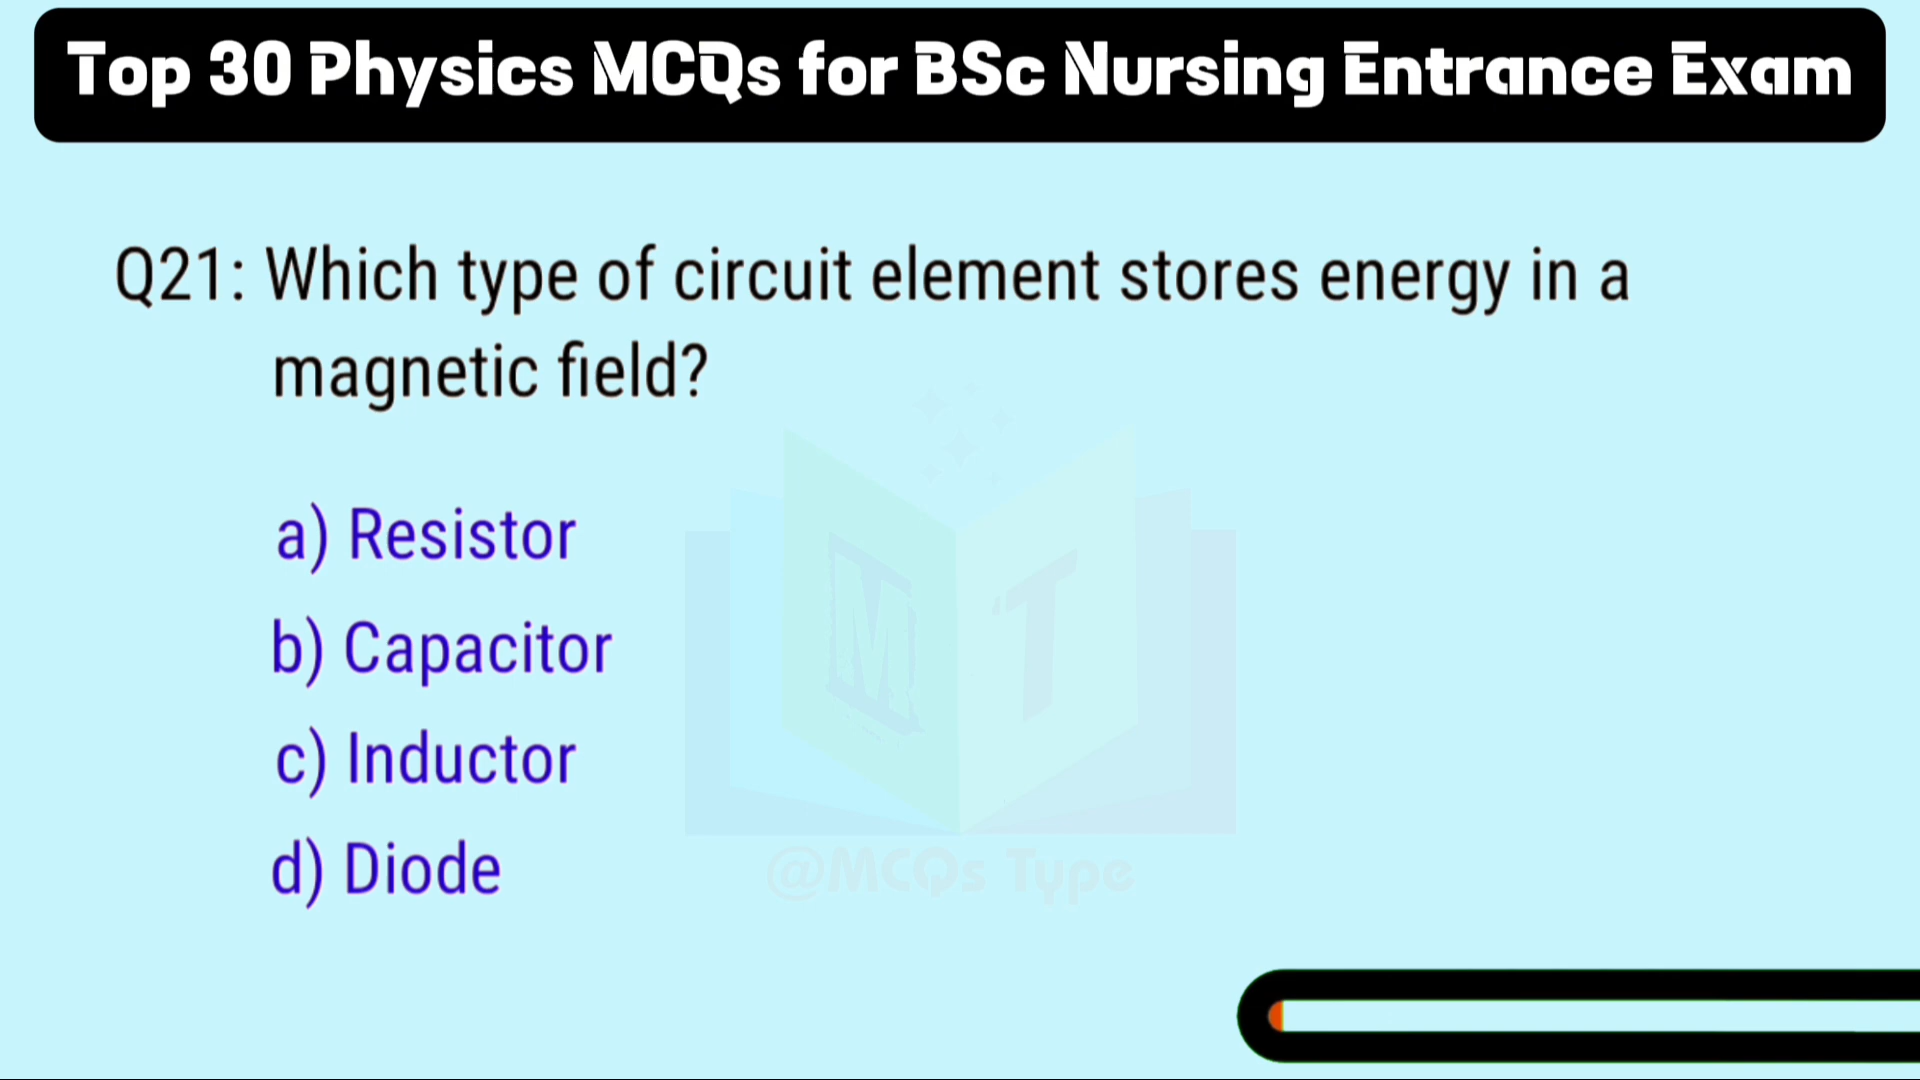 Top 30 Physics MCQs for BSc Nursing Entrance Exam
Q21: Which type of circuit element stores energy in a
magnetic field?
a) Resistor
b) Capacitor
c) Inductor
d) Diode
M T
@MCQs Type